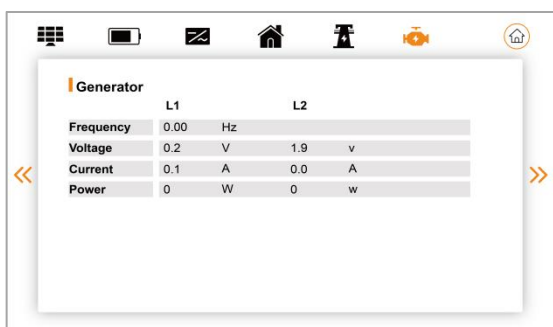 Generator
L1 L2
Frequency 0.00 Hz
Voltage 0.2 V 1.9 v
Current 0.1 A 0.0 A
Power 0 W 0 w